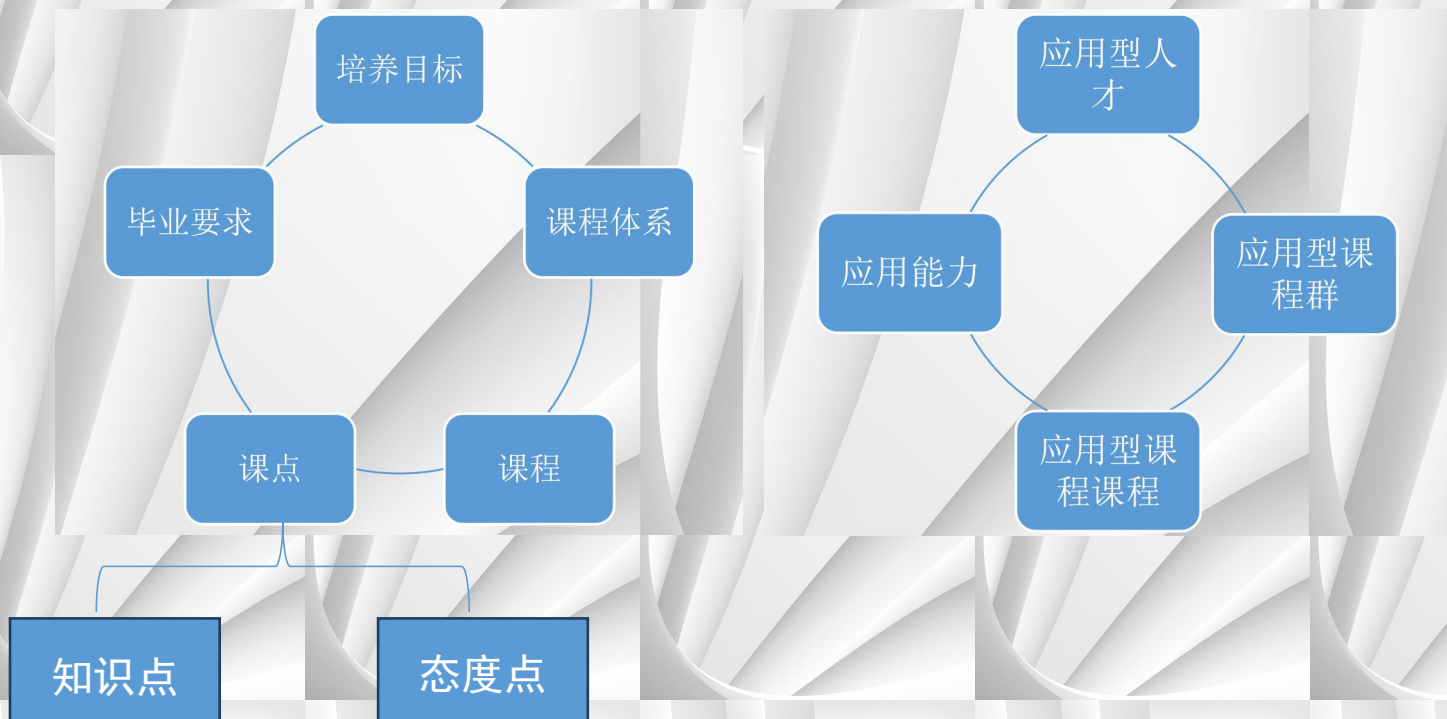 培养目标
毕业要求
课程体系
课点
课程
知识点
态度点
应用型人
才
应用能力
应用型课
程群
应用型课
程课程